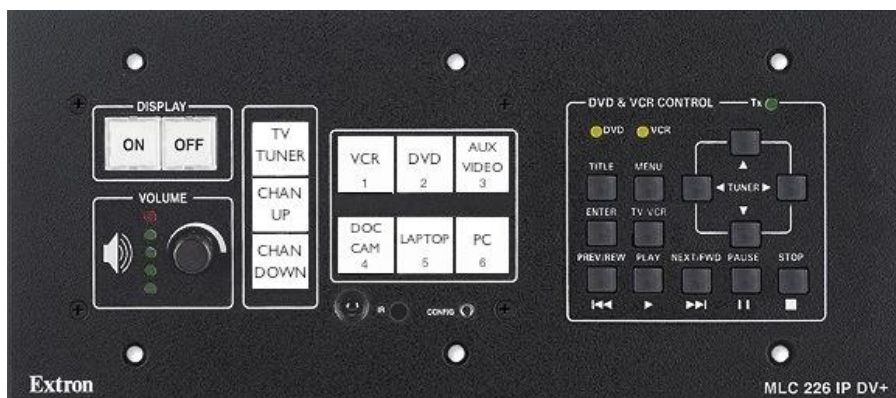 DISPLAY
ON OFF
VOLUME
TV
TUNER
CHAN
UP
CHAN
DOWN
VCR
1
DVD
2
AUX
VIDEO
3
DOC
CAM
4
LAPTOP
5
PC
6
IR
CONFIG
DVD & VCR CONTROL
Tx
DVD VCR
TITLE MENU
TUNER
ENTER TV/VCR
PREV/REW PLAY NEXT/FWD PAUSE STOP
Extron
MLC 226 IP DV+